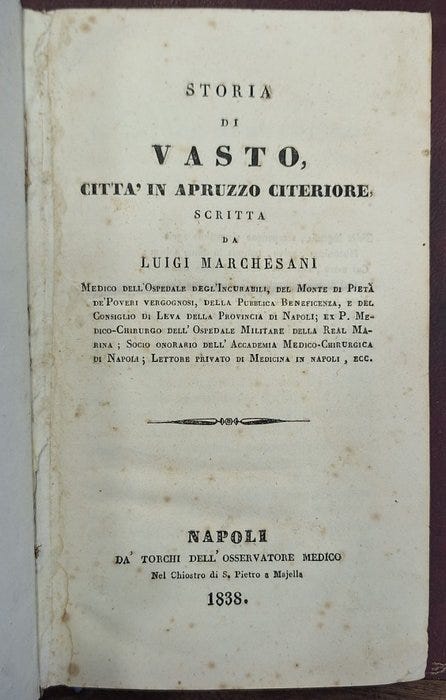 STORIA
DI
VASTO,
CITTA' IN APRUZZO CITERIORE,
SCRITTA
DA
LUIGI MARCHESANI
MEDICO DELL'OSPEDALE DEGL'INCURABILI, DEL MONTE DI PIETÀ
DE'POVERI VERGOGNOSI, DELLA PUBBLICA BENEFICENZA, E DEL
CONSIGLIO DI LEVA DELLA PROVINCIA DI NAPOLI; EX P. ME-
DICO-CHIRURGO DELL'OSPEDALE MILITARE DELLA REAL MA-
RINA; SOCIO ONORARIO DELL'ACCADEMIA MEDICO-CHIRURGICA
DI NAPOLI; LETTORE PRIVATO DI MEDICINA IN NAPOLI, ECC.
NAPOLI
DA' TORCHI DELL'OSSERVATORE MEDICO
Nel Chiostro di S. Pietro a Majella
1838.